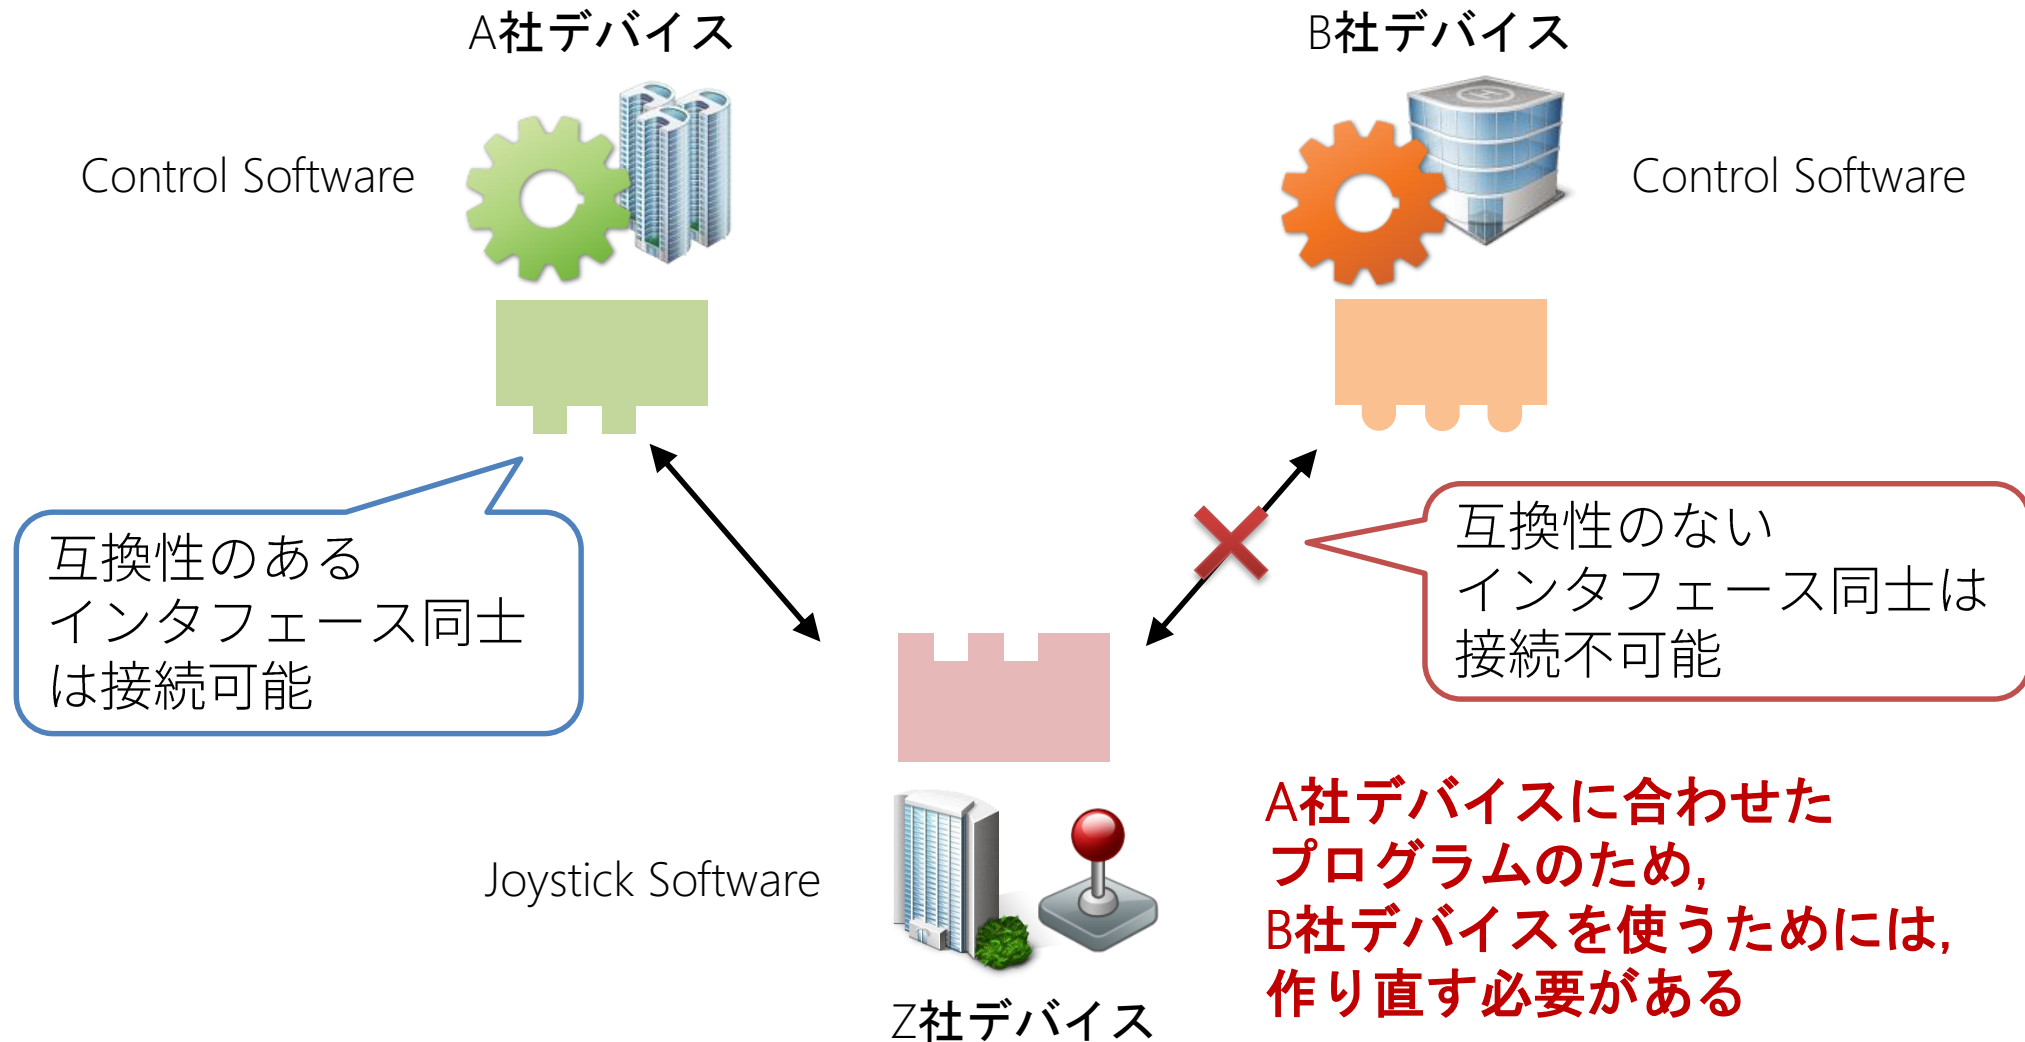 A社デバイス
B社デバイス
Control Software
Control Software
互換性のある
インタフェース同士
は接続可能
互換性のない
インタフェース同士は
接続不可能
Joystick Software
Z社デバイス
A社デバイスに合わせた
プログラムのため,
B社デバイスを使うためには,
作り直す必要がある